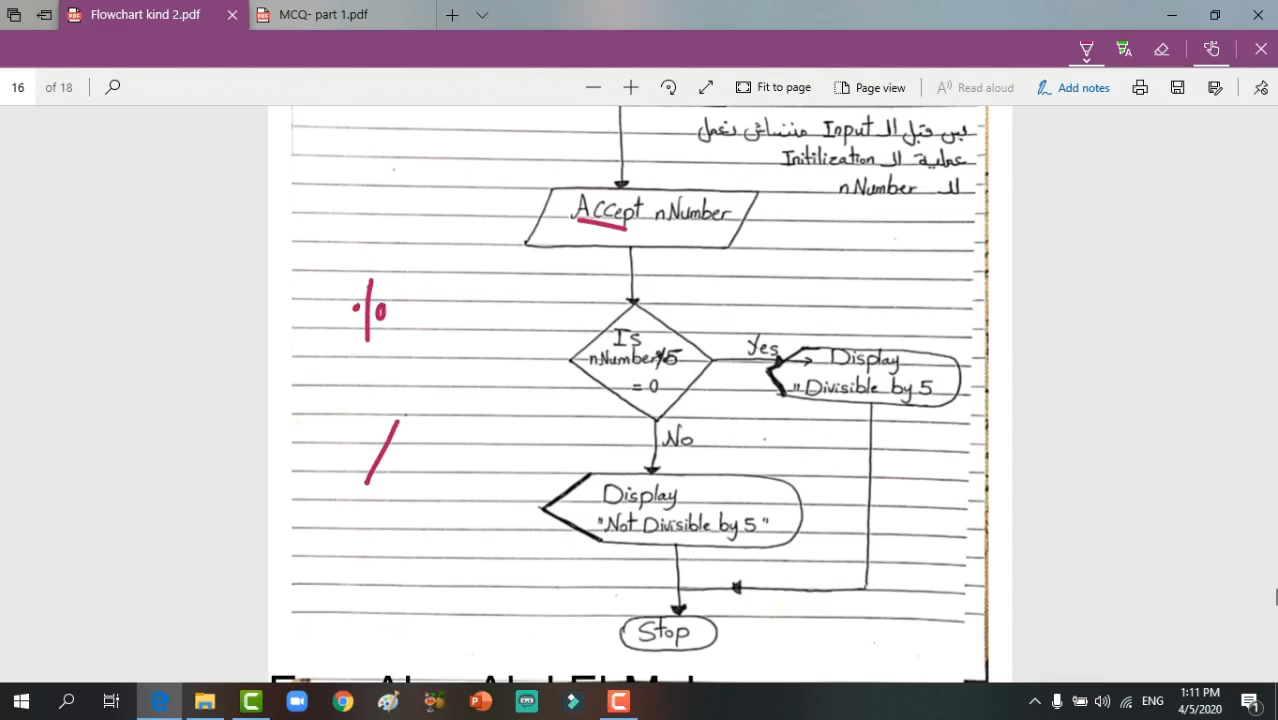 Flowchart kind 2.pdf
MCQ- part 1.pdf
16 of 18
Fit to page
Page view
Read aloud
Add notes
بس قبل الـ Input مننساش نعمل
عملية الـ Initilization
للـ nNumber
Accept nNumber
%
Is
nNumber%5
= 0
Yes
Display
"Divisible by 5
/
No
Display
"Not Divisible by 5"
Stop
ENG
1:11 PM
4/5/2020
1